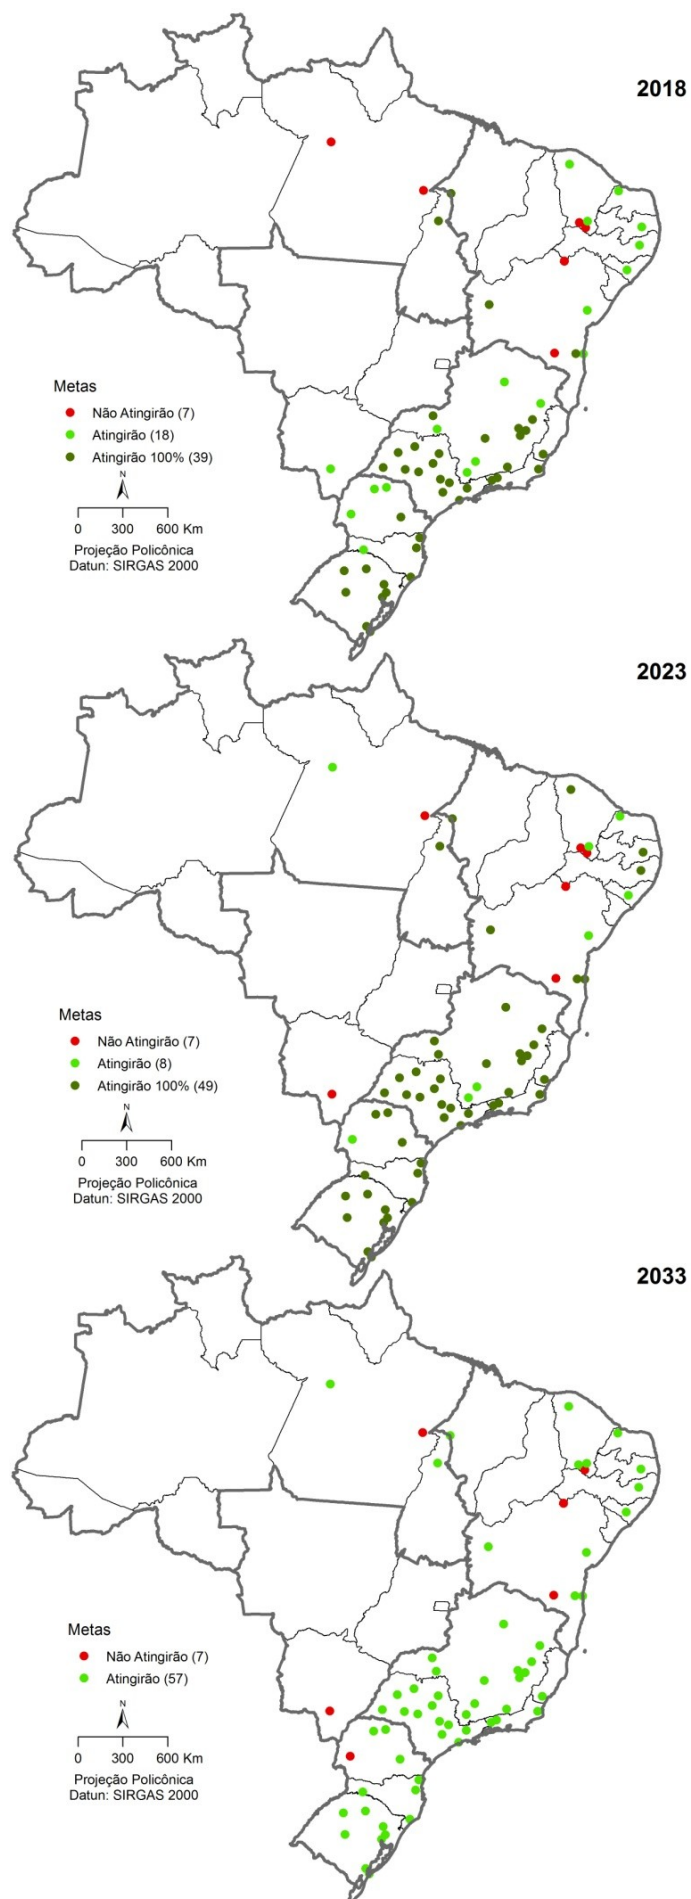 2018
Metas
Não Atingirão (7)
Atingirão (18)
Atingirão 100% (39)
N
0 300 600 Km
Projeção Policônica
Datun: SIRGAS 2000
2023
Metas
Não Atingirão (7)
Atingirão (8)
Atingirão 100% (49)
N
0 300 600 Km
Projeção Policônica
Datun: SIRGAS 2000
2033
Metas
Não Atingirão (7)
Atingirão (57)
N
0 300 600 Km
Projeção Policônica
Datun: SIRGAS 2000